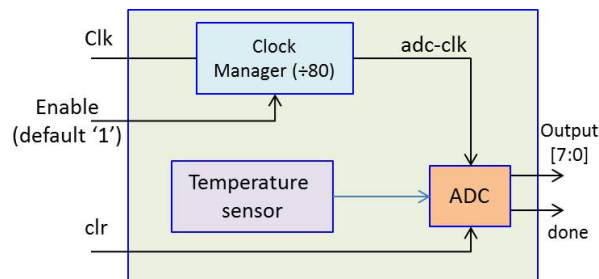 Clk
Clock
Manager (÷80)
adc-clk
Enable
(default ‘1’)
Output
[7:0]
Temperature
sensor
ADC
clr
done